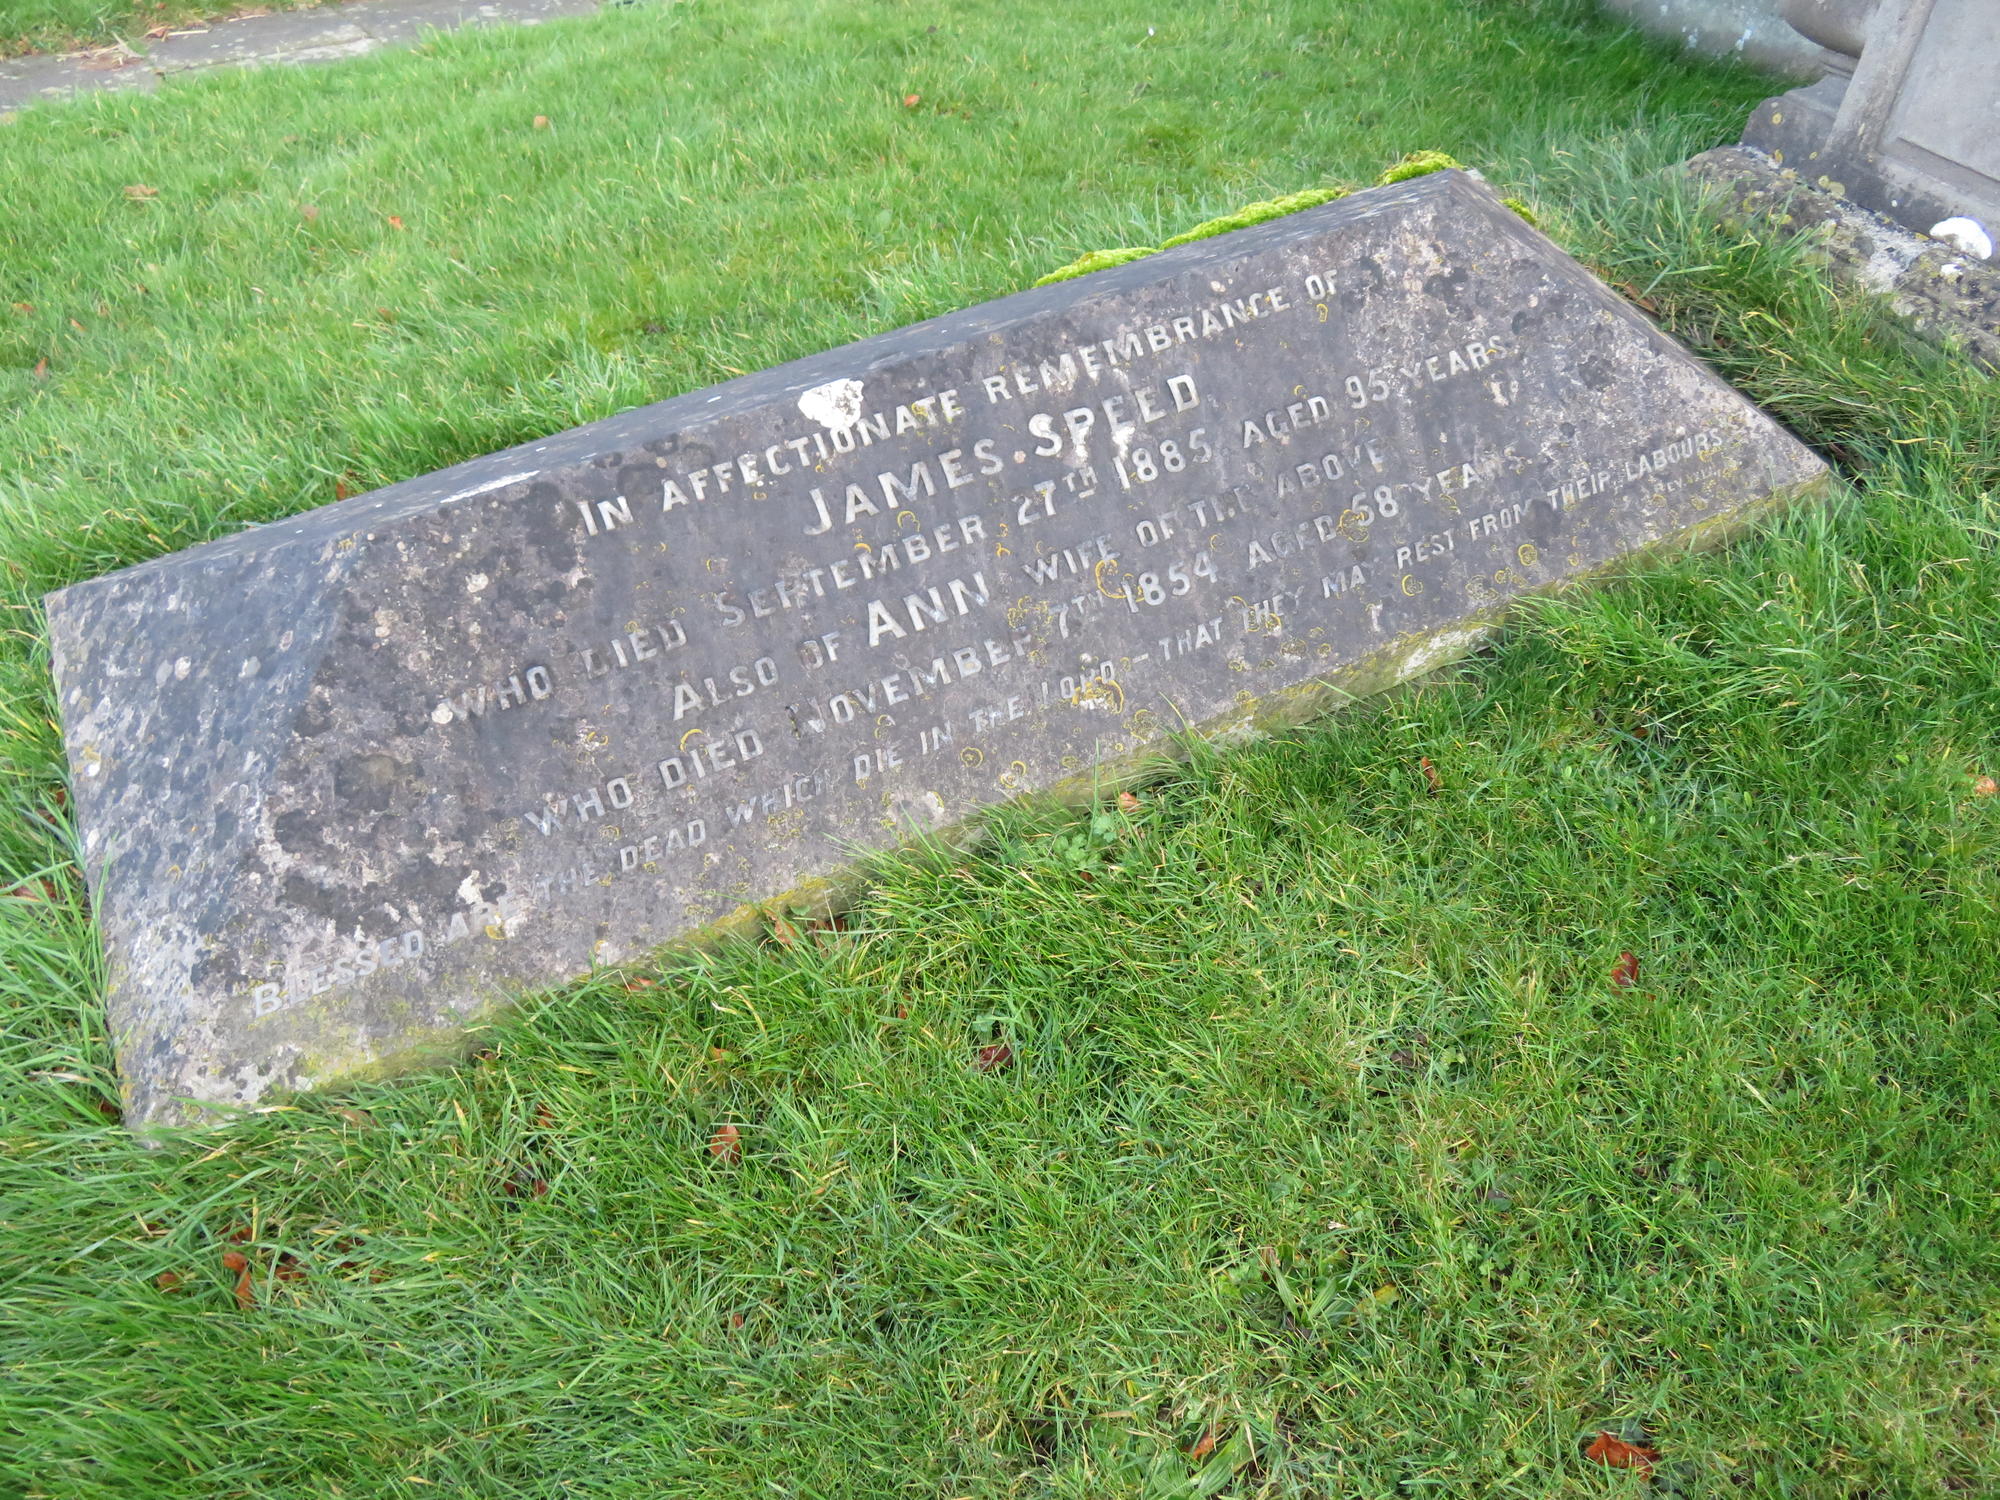 IN AFFECTIONATE REMEMBRANCE OF
JAMES SPEED
WHO DIED SEPTEMBER 27TH 1885 AGED 95 YEARS.
ALSO OF ANN WIFE OF THE ABOVE
WHO DIED NOVEMBER 7TH 1854 AGED 58 YEARS.
BLESSED ARE THE DEAD WHICH DIE IN THE LORD – THAT THEY MAY REST FROM THEIR LABOURS